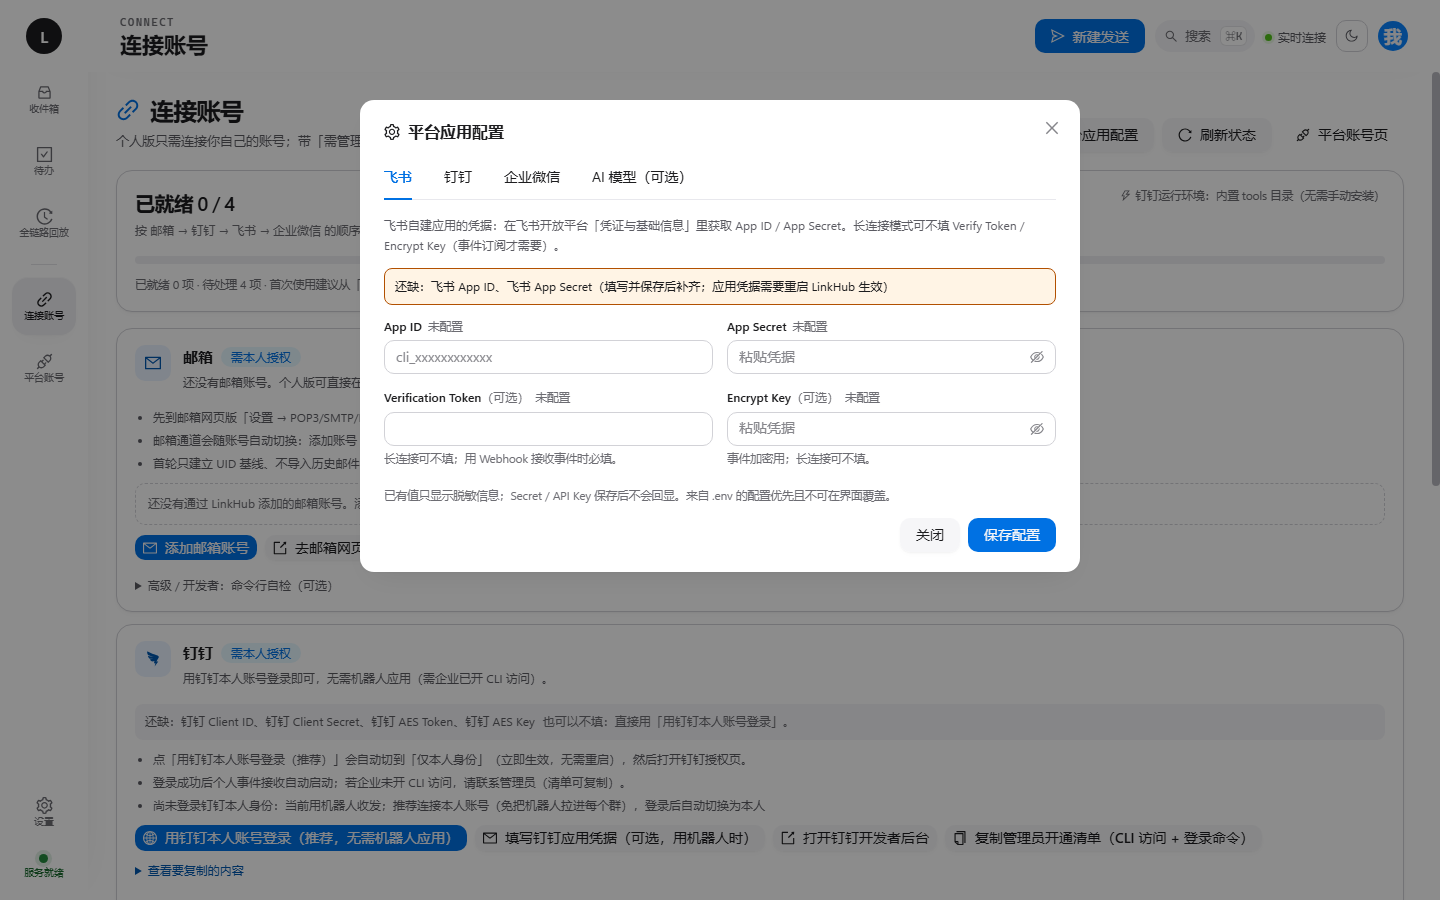 L
CONNECT
连接账号
新建发送
搜索 ⌘K
实时连接
我
收件箱
待办
全链路回放
连接账号
平台账号
设置
服务就绪
连接账号
个人版只需连接你自己的账号；带「需管理
应用配置
刷新状态
平台账号页
已就绪 0 / 4
按 邮箱 → 钉钉 → 飞书 → 企业微信 的顺序
钉钉运行环境：内置 tools 目录（无需手动安装）
已就绪 0 项 · 待处理 4 项 · 首次使用建议从「
邮箱 需本人授权
还没有邮箱账号。个人版可直接在
先到邮箱网页版「设置 → POP3/SMTP/
邮箱通道会随账号自动切换：添加账号
首轮只建立 UID 基线、不导入历史邮件
还没有通过 LinkHub 添加的邮箱账号。
添加邮箱账号
去邮箱网页
高级 / 开发者：命令行自检（可选）
平台应用配置
飞书 钉钉 企业微信 AI 模型（可选）
飞书自建应用的凭据：在飞书开放平台「凭证与基础信息」里获取 App ID / App Secret。长连接模式可不填 Verify Token /
Encrypt Key（事件订阅才需要）。
还缺：飞书 App ID、飞书 App Secret（填写并保存后补齐；应用凭据需要重启 LinkHub 生效）
App ID 未配置
cli_xxxxxxxxxxxx
App Secret 未配置
粘贴凭据
Verification Token（可选） 未配置
长连接可不填；用 Webhook 接收事件时必填。
Encrypt Key（可选） 未配置
粘贴凭据
事件加密用；长连接可不填。
已有值只显示脱敏信息；Secret / API Key 保存后不会回显。来自 .env 的配置优先且不可在界面覆盖。
关闭
保存配置
钉钉 需本人授权
用钉钉本人账号登录即可，无需机器人应用（需企业已开 CLI 访问）。
还缺：钉钉 Client ID、钉钉 Client Secret、钉钉 AES Token、钉钉 AES Key 也可以不填：直接用「用钉钉本人账号登录」。
点「用钉钉本人账号登录（推荐）」会自动切到「仅本人身份」（立即生效，无需重启），然后打开钉钉授权页。
登录成功后个人事件接收自动启动；若企业未开 CLI 访问，请联系管理员（清单可复制）。
尚未登录钉钉本人身份：当前用机器人收发；推荐连接本人账号（免把机器人拉进每个群），登录后自动切换为本人
用钉钉本人账号登录（推荐，无需机器人应用）
填写钉钉应用凭据（可选，用机器人时）
打开钉钉开发者后台
复制管理员开通清单（CLI 访问 + 登录命令）
查看要复制的内容